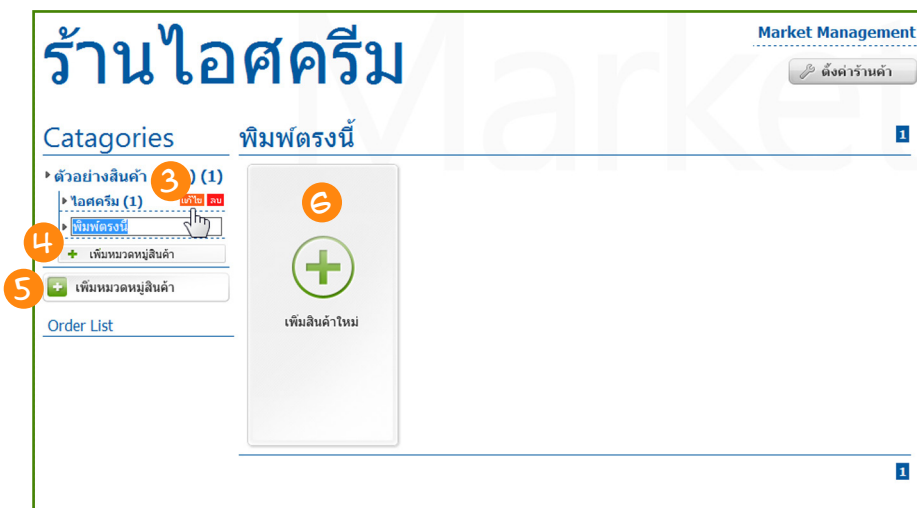 ร้านไอศครีม
Market
Market Management
ตั้งค่าร้านค้า
Catagories
พิมพ์ตรงนี้
1
ตัวอย่างสินค้า ) (1)
3
ไอศครีม (1) แก้ไข ลบ
6
พิมพ์ตรงนี้
4
เพิ่มหมวดหมู่สินค้า
5
เพิ่มหมวดหมู่สินค้า
เพิ่มสินค้าใหม่
Order List
1